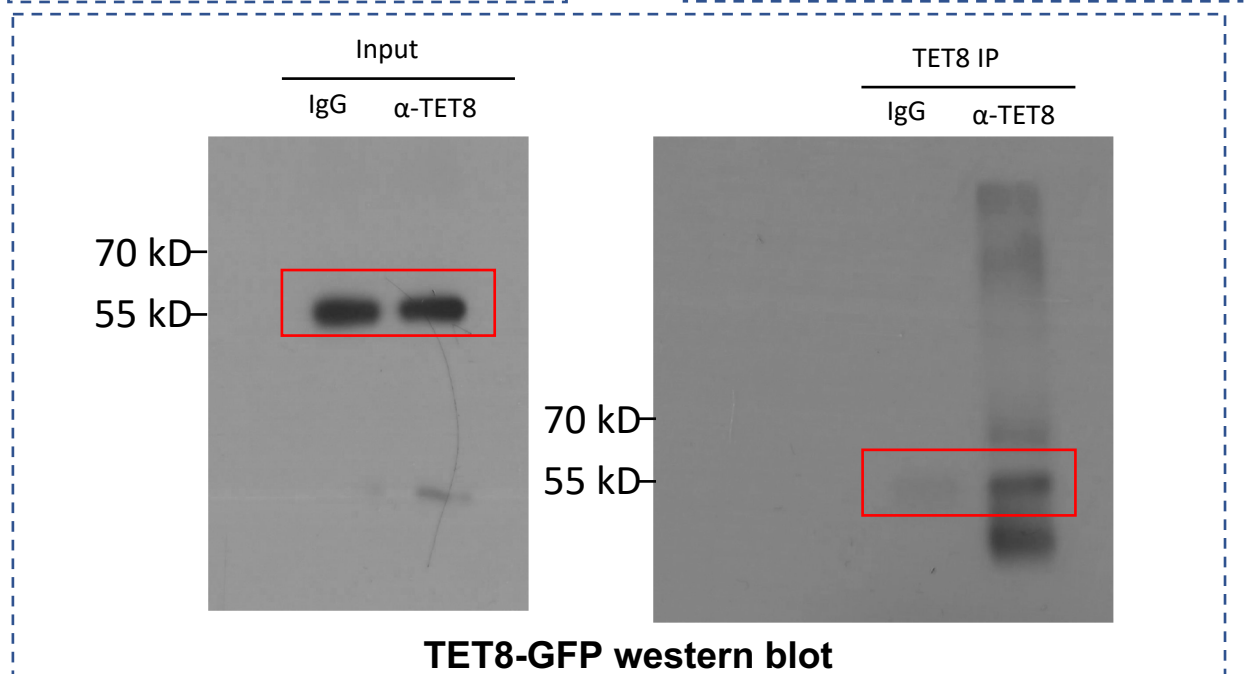 Input
IgG α-TET8
70 kD
55 kD
TET8 IP
IgG α-TET8
70 kD
55 kD
TET8-GFP western blot